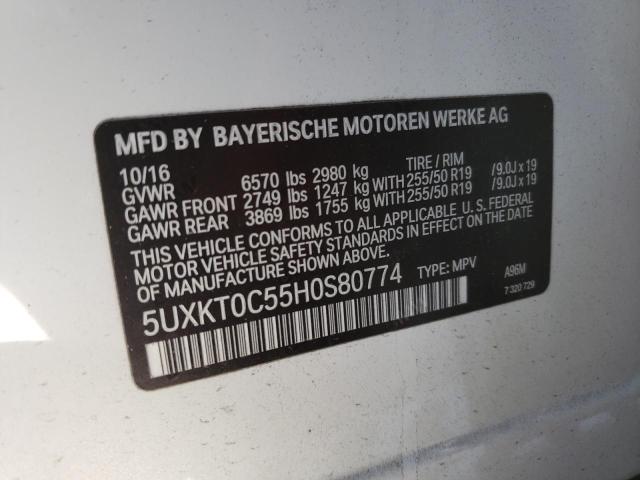 MFD BY BAYERISCHE MOTOREN WERKE AG
10/16 TIRE / RIM
GVWR 6570 lbs 2980 kg
GAWR FRONT 2749 lbs 1247 kg WITH 255/50 R19 /9.0J x 19
GAWR REAR 3869 lbs 1755 kg WITH 255/50 R19 /9.0J x 19
THIS VEHICLE CONFORMS TO ALL APPLICABLE U. S. FEDERAL
MOTOR VEHICLE SAFETY STANDARDS IN EFFECT ON THE DATE
OF MANUFACTURE SHOWN ABOVE.
5UXKT0C55H0S80774 TYPE: MPV A96M
7 320 729